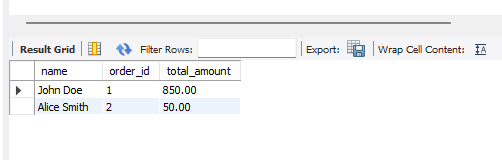 Result Grid Filter Rows: Export: Wrap Cell Content: IA
name order_id total_amount
John Doe 1 850.00
Alice Smith 2 50.00